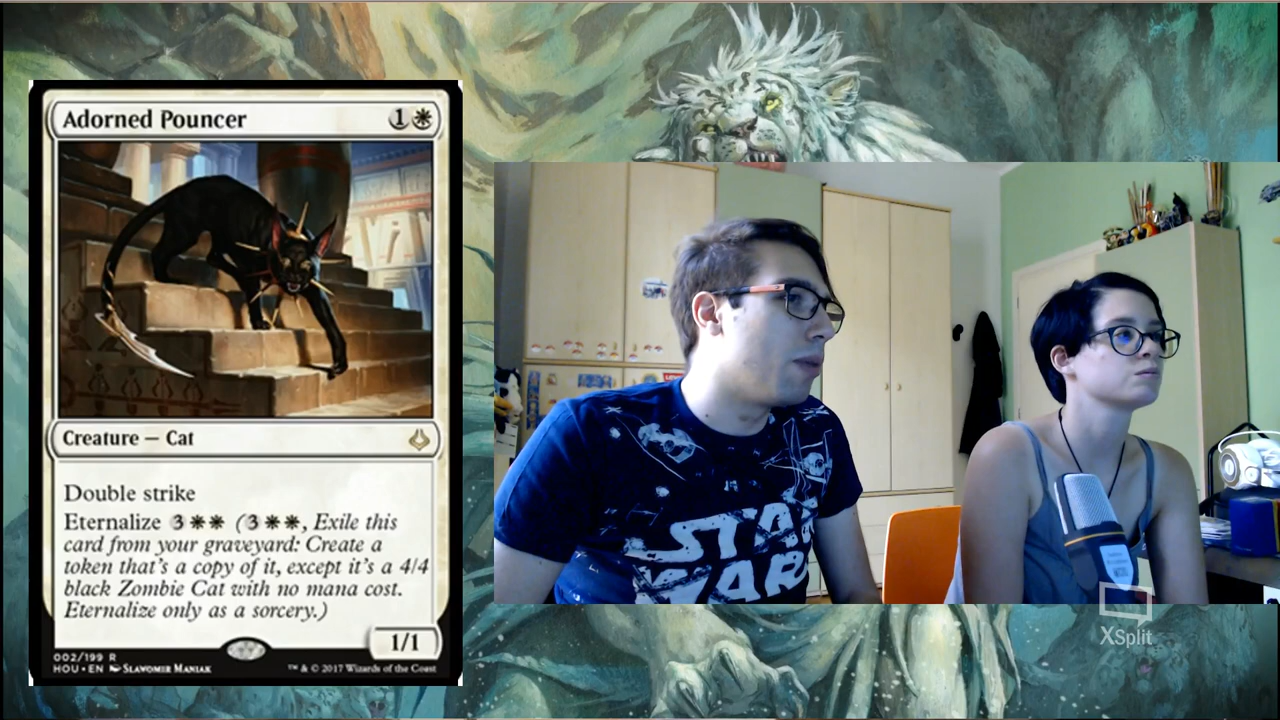 Adorned Pouncer 1
Creature — Cat
Double strike
Eternalize 3 (3, Exile this
card from your graveyard: Create a
token that's a copy of it, except it's a 4/4
black Zombie Cat with no mana cost.
Eternalize only as a sorcery.)
1/1
002/199 R
HOU • EN SLAWOMIR MANIAK
™ & © 2017 Wizards of the Coast
STAR
WARS
XSplit